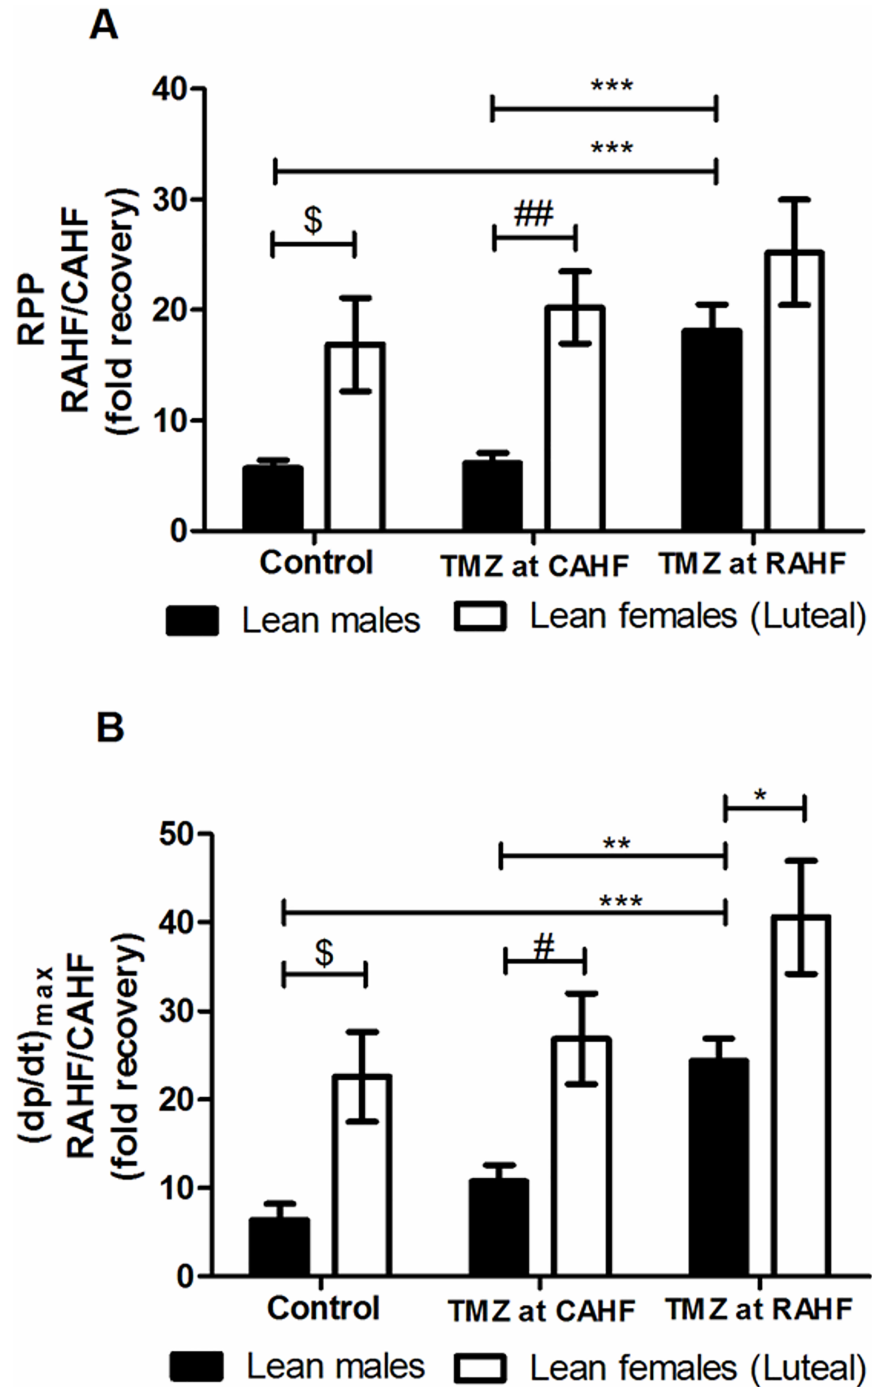 A
40
***
***
30
$
##
20
10
0
RPP
RAHF/CAHF
(fold recovery)
Control
TMZ at CAHF
TMZ at RAHF
Lean males
Lean females (Luteal)
B
50
*
**
***
40
$
#
30
20
10
0
(dp/dt)max
RAHF/CAHF
(fold recovery)
Control
TMZ at CAHF
TMZ at RAHF
Lean males
Lean females (Luteal)